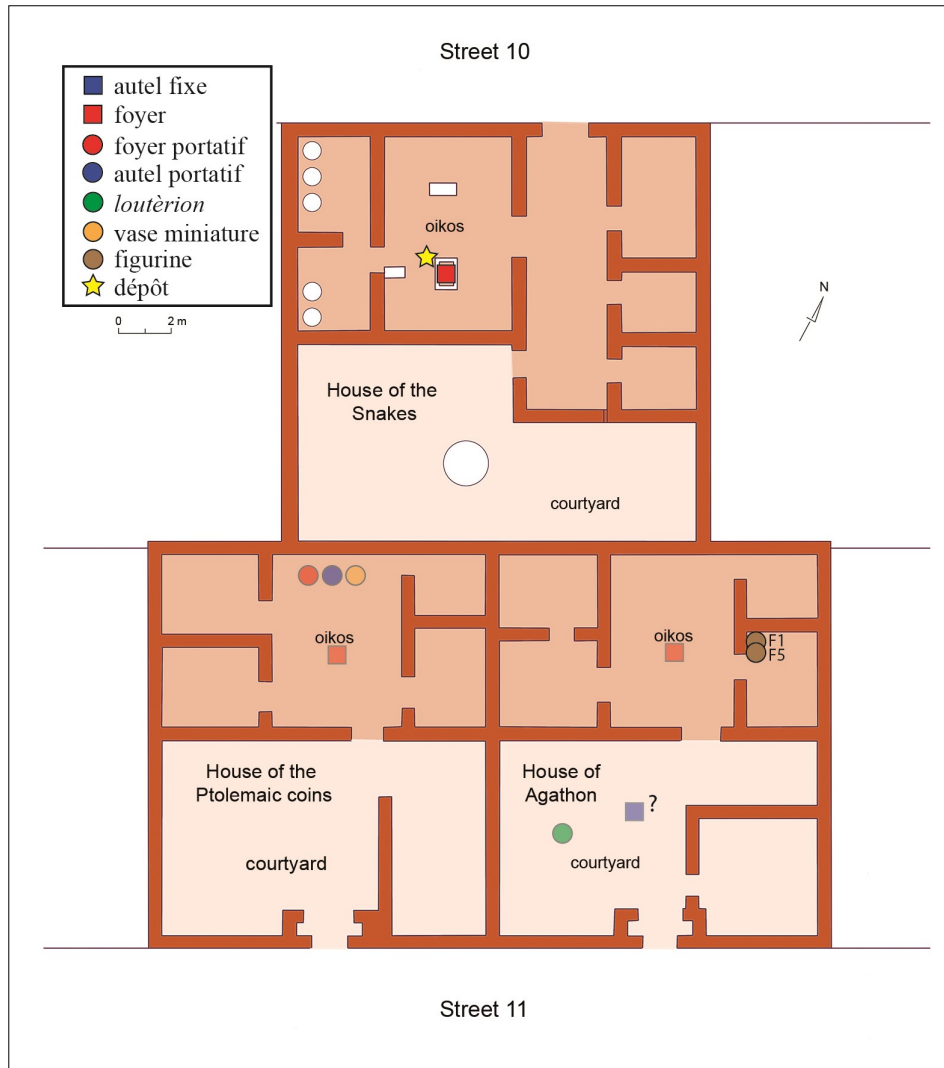 Street 10
autel fixe
foyer
foyer portatif
autel portatif
loutèrion
vase miniature
figurine
dépôt
0 2 m
N
oikos
House of the
Snakes
courtyard
oikos
oikos
F1
F5
House of the
Ptolemaic coins
courtyard
House of
Agathon
?
courtyard
Street 11